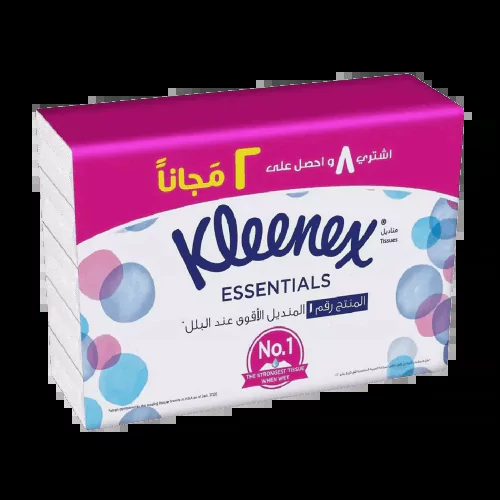 اشتري ٨ و احصل على ٢ مَجاناً
Kleenex®
مناديل
Tissues
ESSENTIALS
المنتج رقم ١ المنديل الأقوى عند البلل*
No.1
THE STRONGEST TISSUE
WHEN WET*